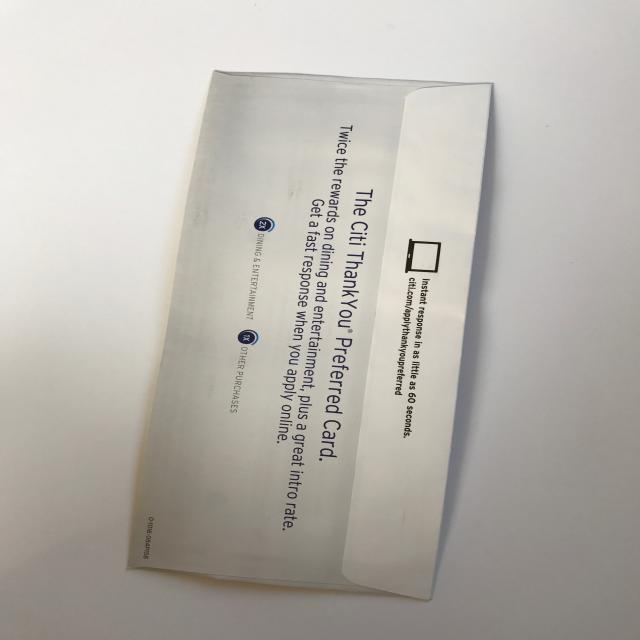 Instant response in as little as 60 seconds.
citi.com/applythankyoupreferred
The Citi ThankYou® Preferred Card.
Twice the rewards on dining and entertainment, plus a great intro rate.
Get a fast response when you apply online.
2X DINING & ENTERTAINMENT
1X OTHER PURCHASES